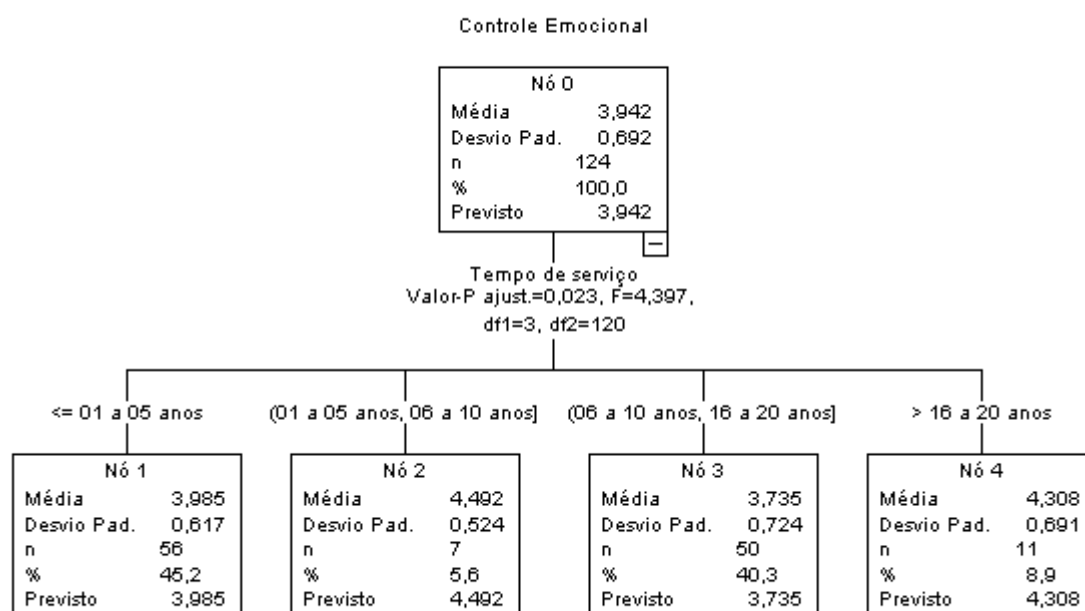 Controle Emocional
Nó 0
Média 3,942
Desvio Pad. 0,692
n 124
% 100,0
Previsto 3,942
Tempo de serviço
Valor-P ajust.=0,023, F=4,397,
df1=3, df2=120
<= 01 a 05 anos
(01 a 05 anos, 06 a 10 anos]
(06 a 10 anos, 16 a 20 anos]
> 16 a 20 anos
Nó 1
Média 3,985
Desvio Pad. 0,617
n 56
% 45,2
Previsto 3,985
Nó 2
Média 4,492
Desvio Pad. 0,524
n 7
% 5,6
Previsto 4,492
Nó 3
Média 3,735
Desvio Pad. 0,724
n 50
% 40,3
Previsto 3,735
Nó 4
Média 4,308
Desvio Pad. 0,691
n 11
% 8,9
Previsto 4,308